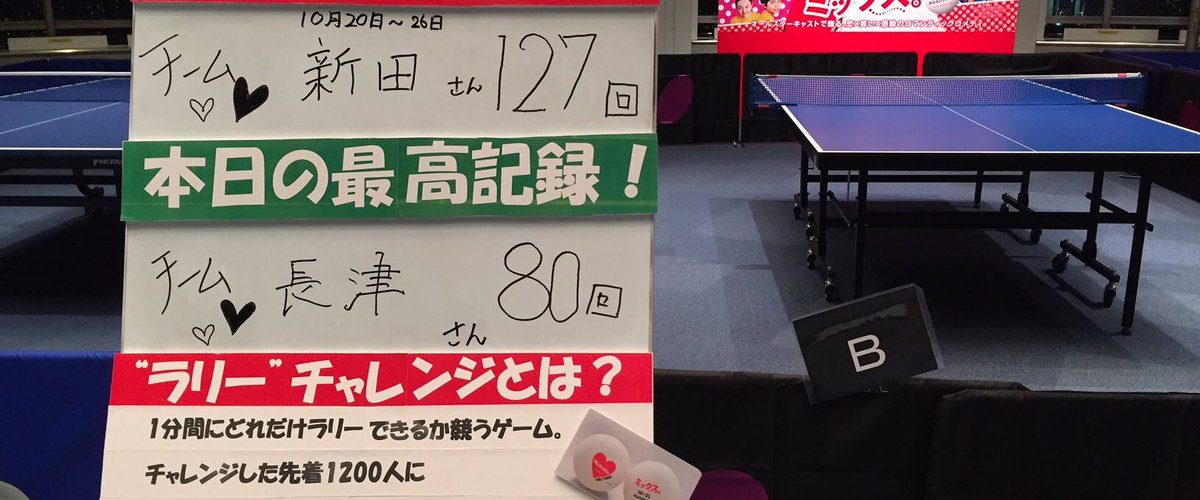 10月20日~26日
チーム 新田 さん 127回
本日の最高記録!
チーム 長津 さん 80回
“ラリー”チャレンジとは?
1分間にどれだけラリーできるか競うゲーム。
チャレンジした先着1200人に
ミックス。
B
ミックス。